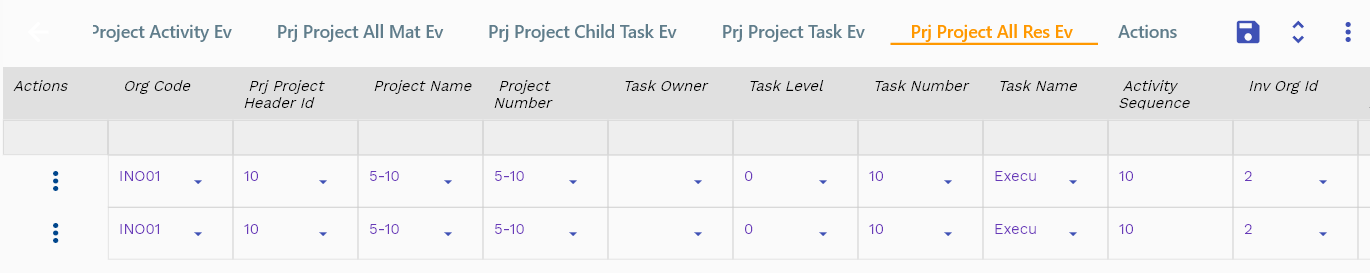 Project Activity Ev Prj Project All Mat Ev Prj Project Child Task Ev Prj Project Task Ev Prj Project All Res Ev Actions
Actions Org Code Prj Project Header Id Project Name Project Number Task Owner Task Level Task Number Task Name Activity Sequence Inv Org Id
INO01 10 5-10 5-10 0 10 Execu 10 2
INO01 10 5-10 5-10 0 10 Execu 10 2